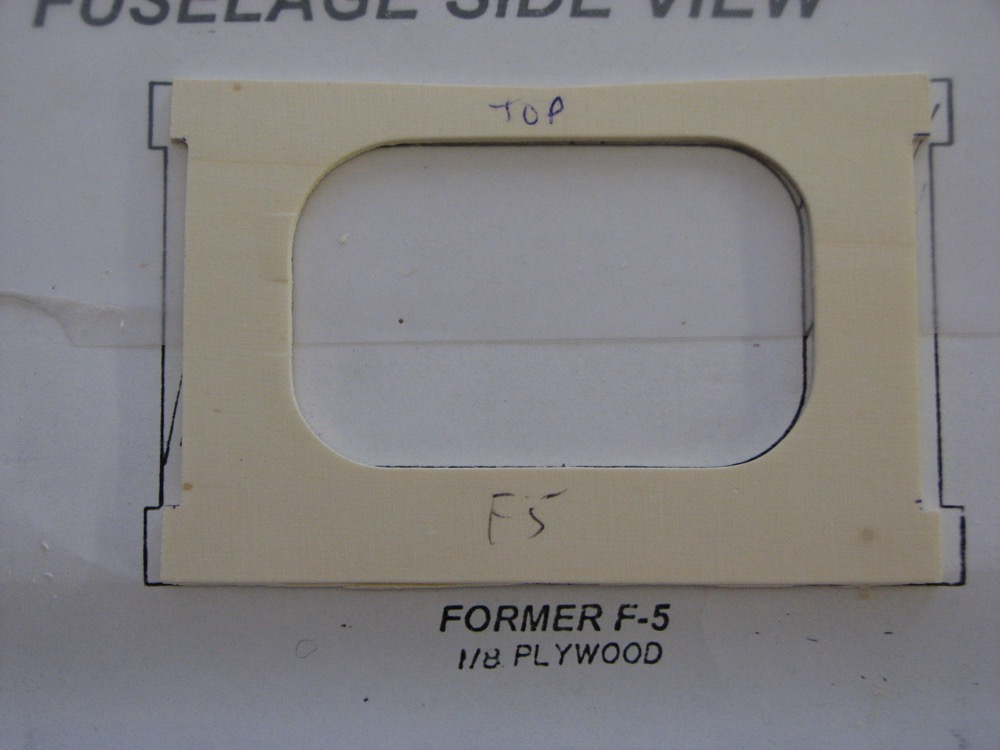 FUSELAGE SIDE VIEW
TOP
F5
FORMER F-5
1/8 PLYWOOD